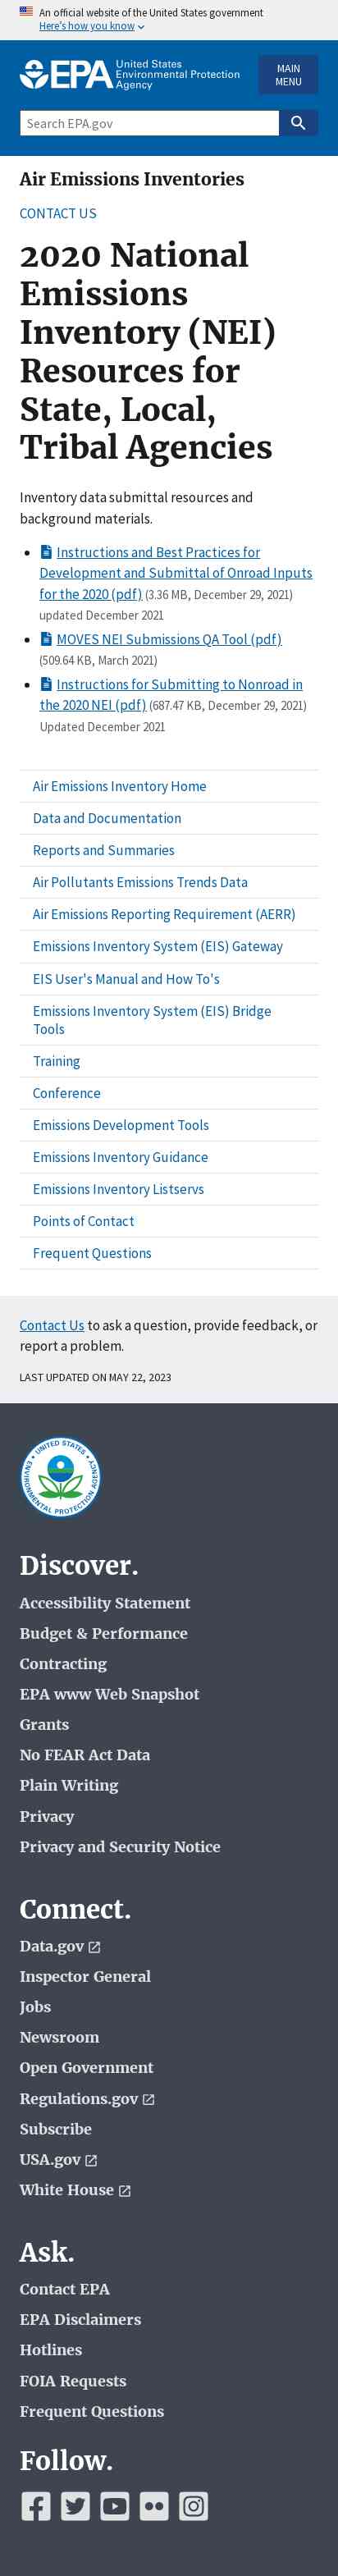 An official website of the United States government
Here's how you know
EPA
United States
Environmental Protection
Agency
MAIN
MENU
Search EPA.gov
Air Emissions Inventories
CONTACT US
2020 National
Emissions
Inventory (NEI)
Resources for
State, Local,
Tribal Agencies
Inventory data submittal resources and
background materials.
Instructions and Best Practices for
Development and Submittal of Onroad Inputs
for the 2020 (pdf) (3.36 MB, December 29, 2021)
updated December 2021
MOVES NEI Submissions QA Tool (pdf)
(509.64 KB, March 2021)
Instructions for Submitting to Nonroad in
the 2020 NEI (pdf) (687.47 KB, December 29, 2021)
Updated December 2021
Air Emissions Inventory Home
Data and Documentation
Reports and Summaries
Air Pollutants Emissions Trends Data
Air Emissions Reporting Requirement (AERR)
Emissions Inventory System (EIS) Gateway
EIS User's Manual and How To's
Emissions Inventory System (EIS) Bridge
Tools
Training
Conference
Emissions Development Tools
Emissions Inventory Guidance
Emissions Inventory Listservs
Points of Contact
Frequent Questions
Contact Us to ask a question, provide feedback, or
report a problem.
LAST UPDATED ON MAY 22, 2023
UNITED STATES
ENVIRONMENTAL PROTECTION AGENCY
Discover.
Accessibility Statement
Budget & Performance
Contracting
EPA www Web Snapshot
Grants
No FEAR Act Data
Plain Writing
Privacy
Privacy and Security Notice
Connect.
Data.gov
Inspector General
Jobs
Newsroom
Open Government
Regulations.gov
Subscribe
USA.gov
White House
Ask.
Contact EPA
EPA Disclaimers
Hotlines
FOIA Requests
Frequent Questions
Follow.